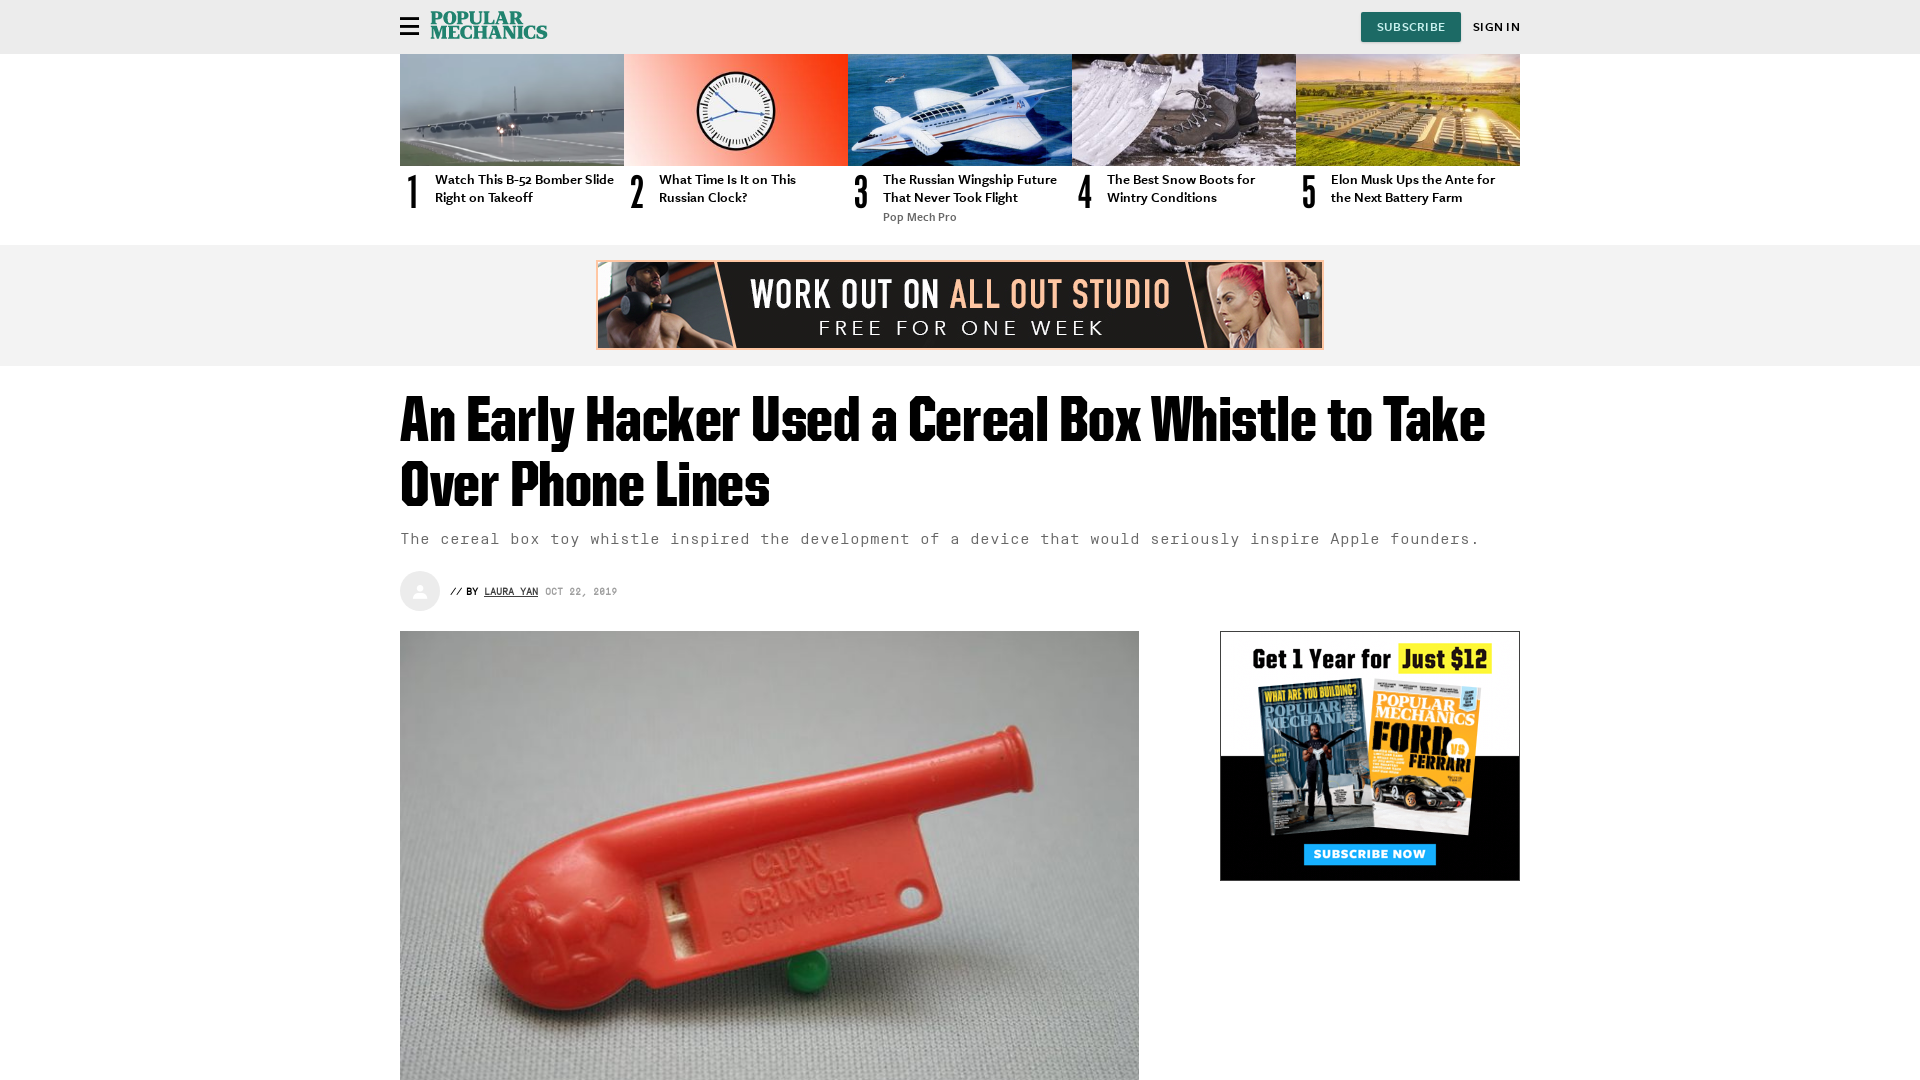 POPULAR
MECHANICS
SUBSCRIBE
SIGN IN
1
Watch This B-52 Bomber Slide
Right on Takeoff
2
What Time Is It on This
Russian Clock?
3
The Russian Wingship Future
That Never Took Flight
Pop Mech Pro
4
The Best Snow Boots for
Wintry Conditions
5
Elon Musk Ups the Ante for
the Next Battery Farm
WORK OUT ON ALL OUT STUDIO
FREE FOR ONE WEEK
An Early Hacker Used a Cereal Box Whistle to Take
Over Phone Lines
The cereal box toy whistle inspired the development of a device that would seriously inspire Apple founders.
// BY LAURA YAN OCT 22, 2019
CAP'N
CRUNCH
BO'SUN WHISTLE
Get 1 Year for Just $12
WHAT ARE YOU BUILDING?
POPULAR
MECHANICS
POPULAR
MECHANICS
FORD
VS
FERRARI
SUBSCRIBE NOW